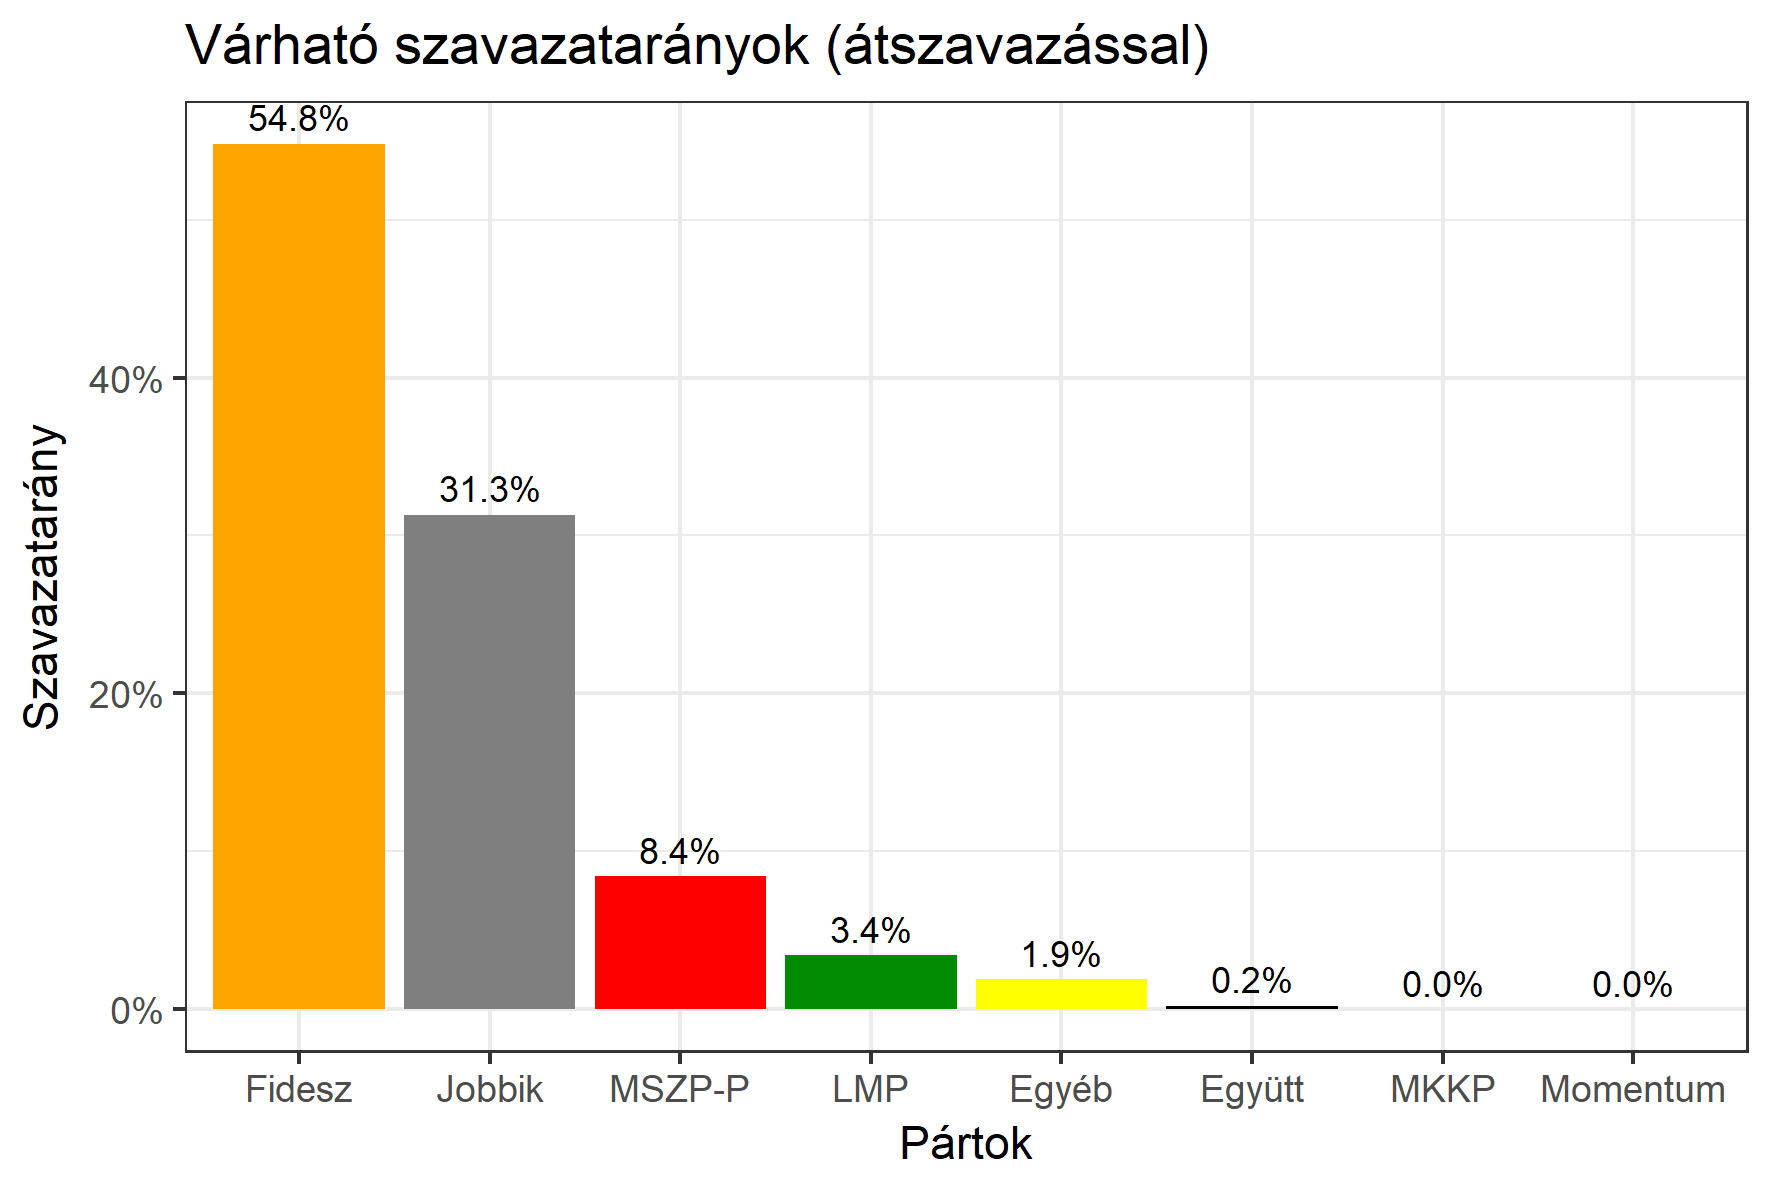 Várható szavazatarányok (átszavazással)
54.8%
31.3%
8.4%
3.4%
1.9%
0.2%
0.0%
0.0%
40%
20%
0%
Szavazatarány
Fidesz Jobbik MSZP-P LMP Egyéb Együtt MKKP Momentum
Pártok